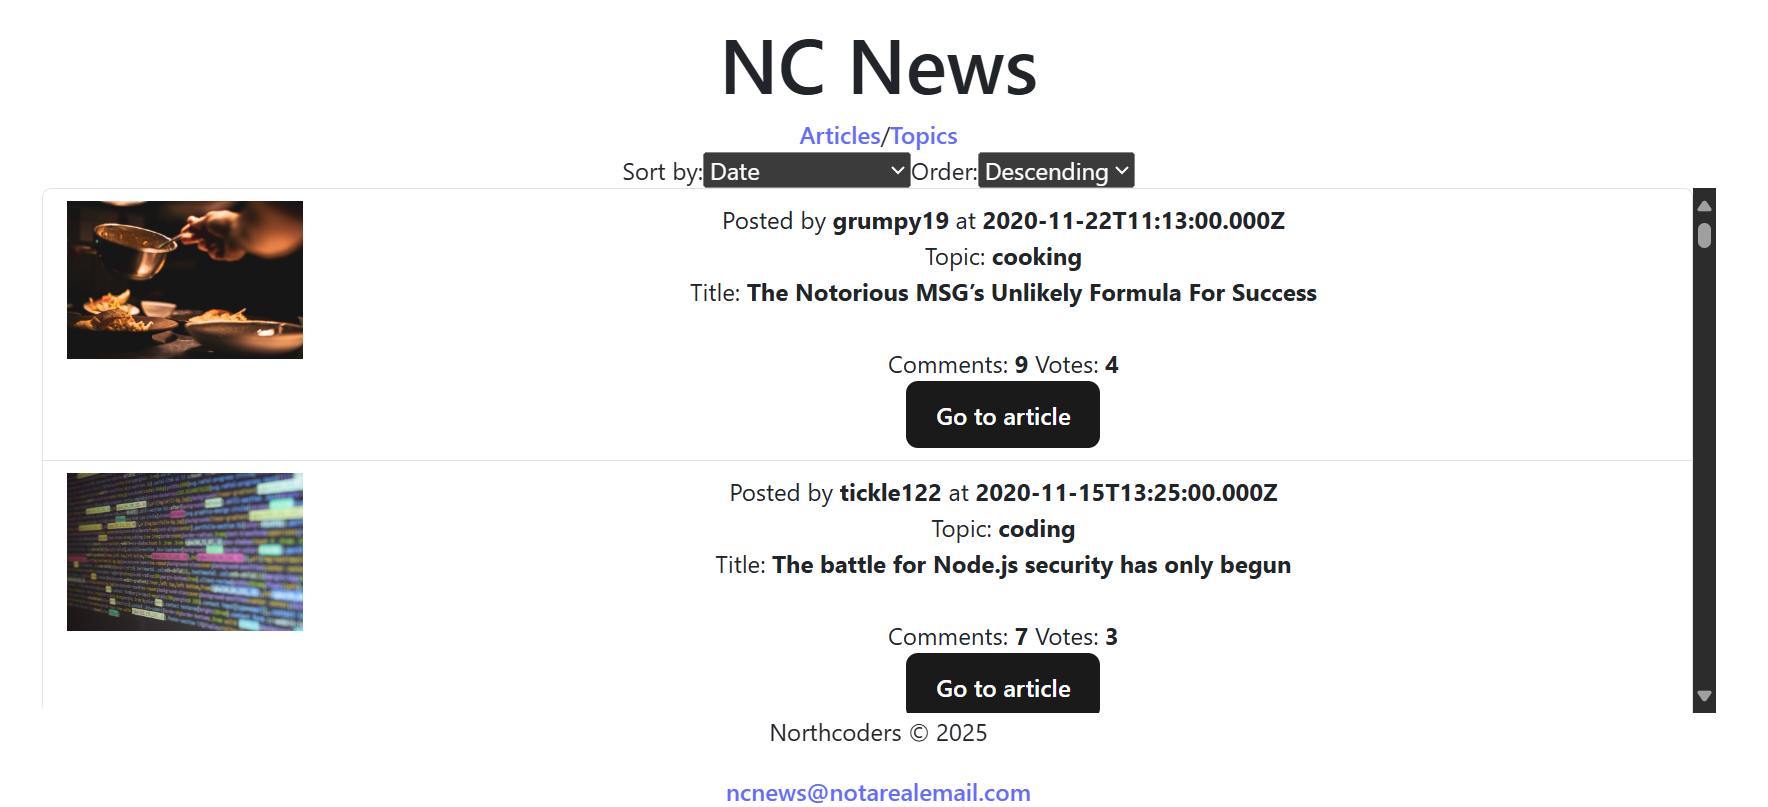 NC News
Articles/Topics
Sort by: Date Order: Descending
Posted by grumpy19 at 2020-11-22T11:13:00.000Z
Topic: cooking
Title: The Notorious MSG’s Unlikely Formula For Success
Comments: 9 Votes: 4
Go to article
Posted by tickle122 at 2020-11-15T13:25:00.000Z
Topic: coding
Title: The battle for Node.js security has only begun
Comments: 7 Votes: 3
Go to article
Northcoders © 2025
ncnews@notarealemail.com